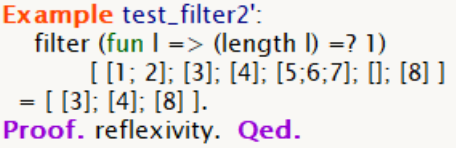 Example test_filter2':
filter (fun l => (length l) =? 1)
[ [1; 2]; [3]; [4]; [5;6;7]; []; [8] ]
= [ [3]; [4]; [8] ].
Proof. reflexivity. Qed.